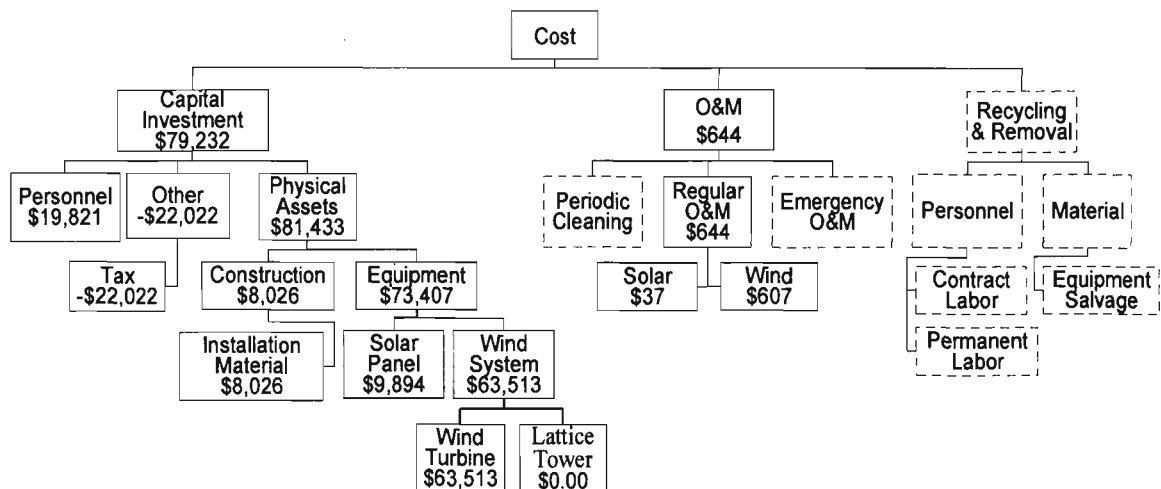 Cost
Capital
Investment
$79,232
O&M
$644
Recycling
& Removal
Personnel
$19,821
Other
-$22,022
Physical
Assets
$81,433
Periodic
Cleaning
Regular
O&M
$644
Emergency
O&M
Personnel
Material
Tax
-$22,022
Construction
$8,026
Equipment
$73,407
Solar
$37
Wind
$607
Contract
Labor
Equipment
Salvage
Installation
Material
$8,026
Solar
Panel
$9,894
Wind
System
$63,513
Permanent
Labor
Wind
Turbine
$63,513
Lattice
Tower
$0.00